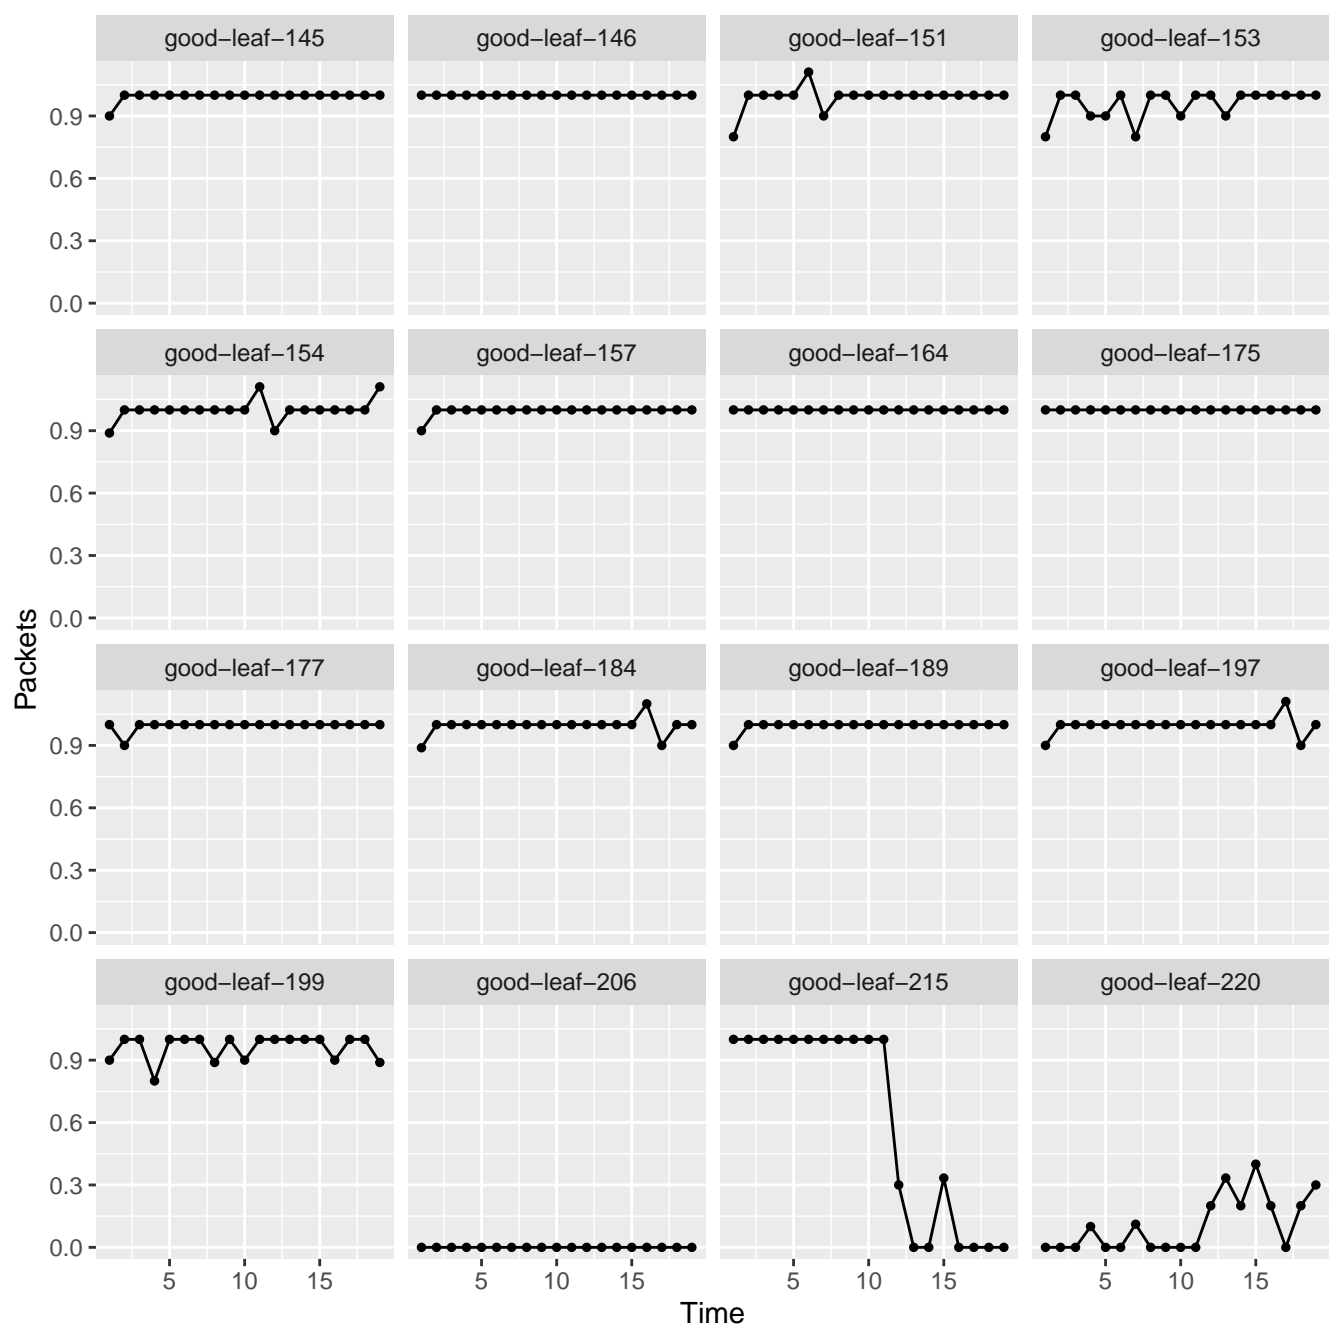 good−leaf−145 good−leaf−146 good−leaf−151 good−leaf−153
0.9
0.6
0.3
0.0
good−leaf−154 good−leaf−157 good−leaf−164 good−leaf−175
0.9
0.6
0.3
0.0
Packets
good−leaf−177 good−leaf−184 good−leaf−189 good−leaf−197
0.9
0.6
0.3
0.0
good−leaf−199 good−leaf−206 good−leaf−215 good−leaf−220
0.9
0.6
0.3
0.0
5 10 15 5 10 15 5 10 15 5 10 15
Time